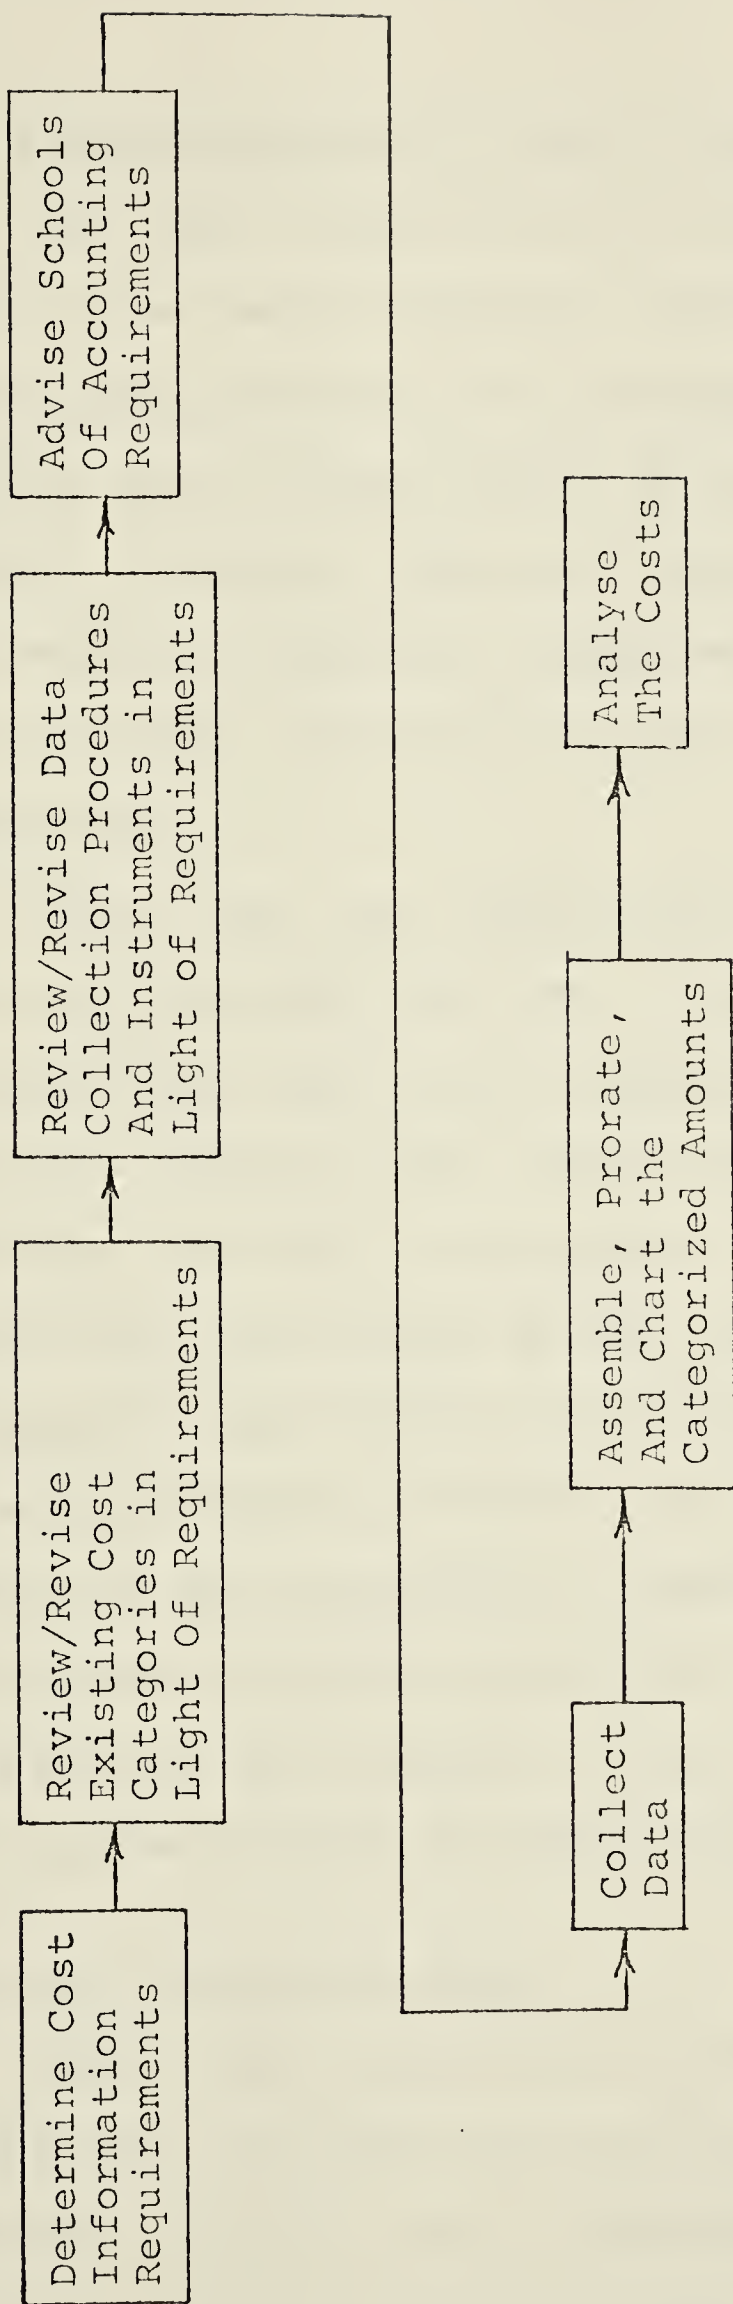 Determine Cost
Information
Requirements
Review/Revise
Existing Cost
Categories in
Light Of Requirements
Review/Revise Data
Collection Procedures
And Instruments in
Light of Requirements
Advise Schools
Of Accounting
Requirements
Collect
Data
Assemble, Prorate,
And Chart the
Categorized Amounts
Analyse
The Costs